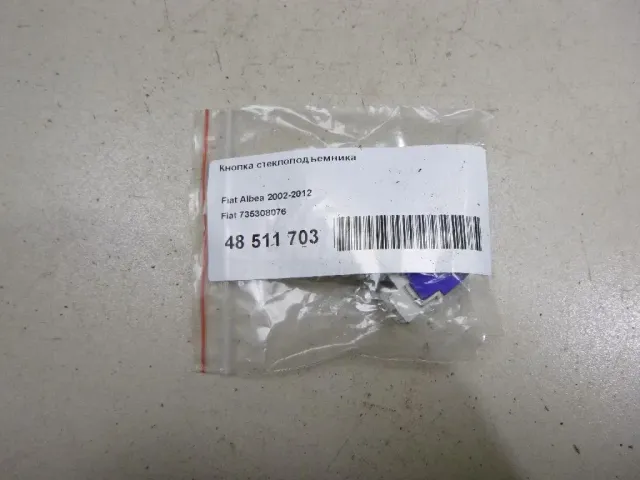 Кнопка стеклоподъемника
Fiat Albea 2002-2012
Fiat 735308076
48 511 703